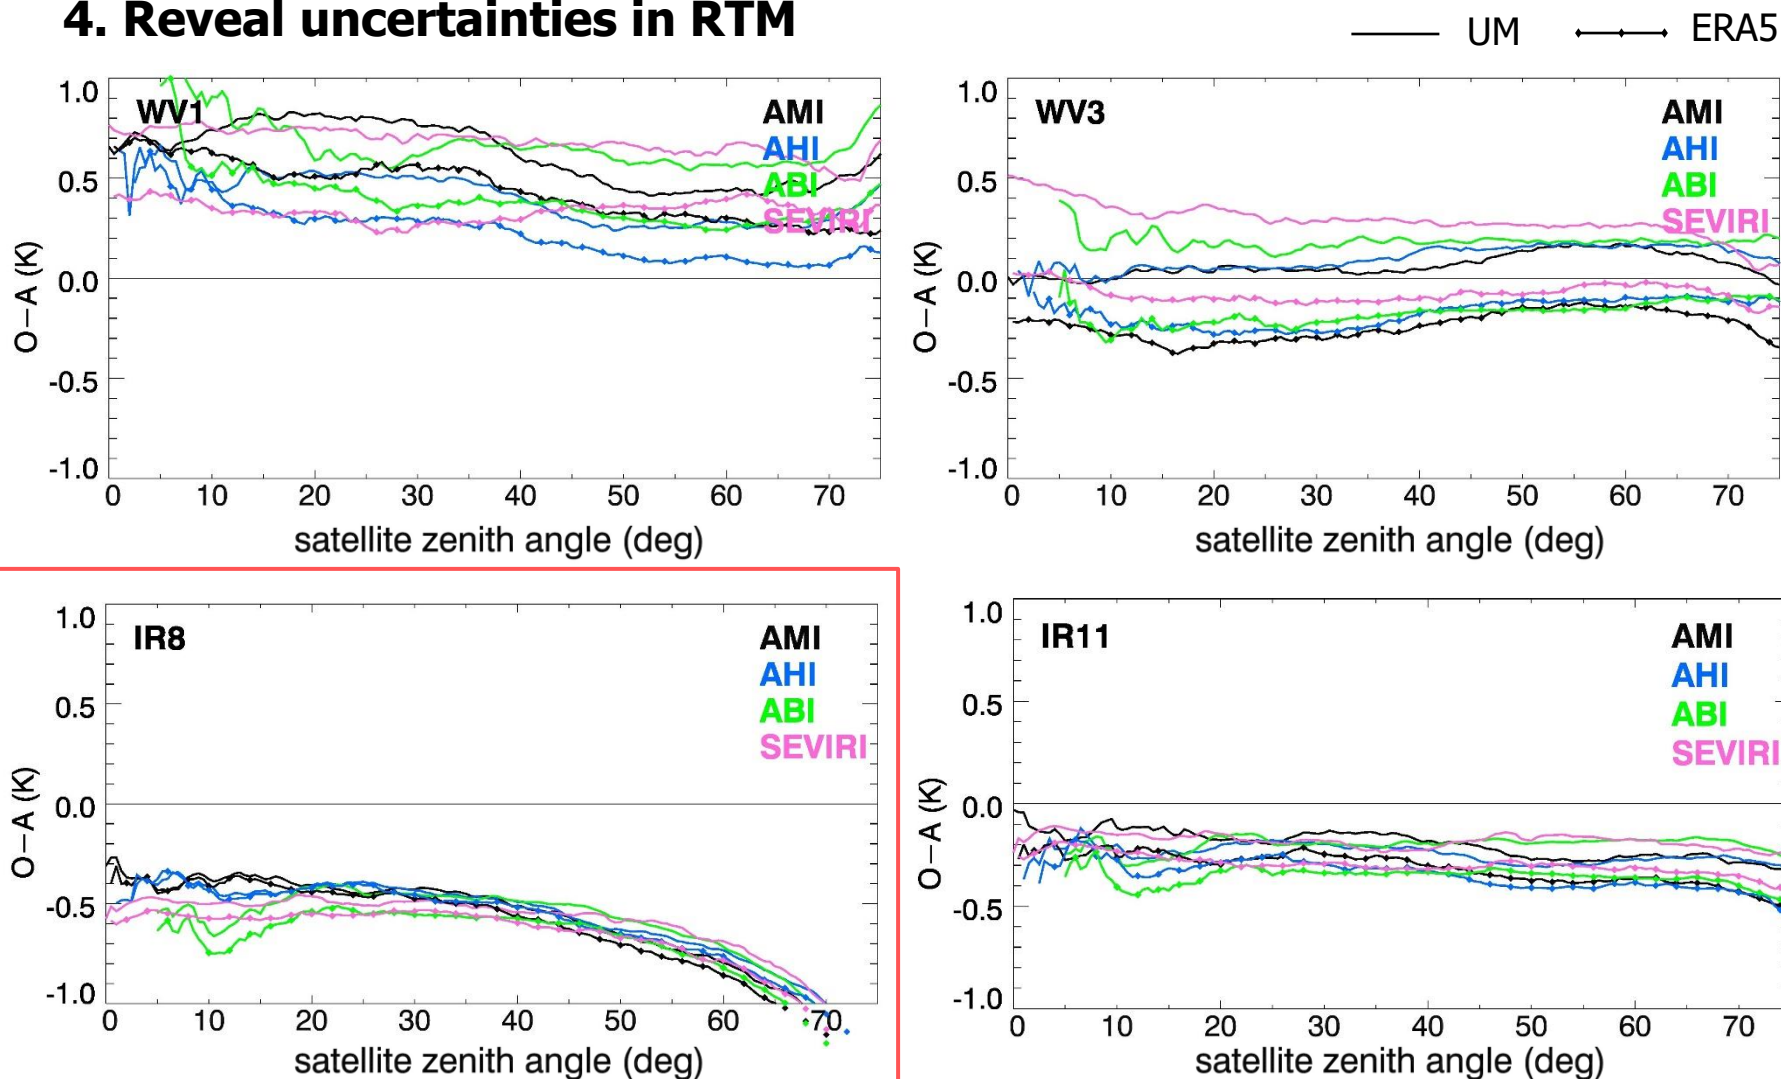 4. Reveal uncertainties in RTM
UM ERA5
WV1
AMI
AHI
ABI
SEVIRI
1.0
0.5
0.0
-0.5
-1.0
O−A (K)
0 10 20 30 40 50 60 70
satellite zenith angle (deg)
WV3
AMI
AHI
ABI
SEVIRI
1.0
0.5
0.0
-0.5
-1.0
O−A (K)
0 10 20 30 40 50 60 70
satellite zenith angle (deg)
IR8
AMI
AHI
ABI
SEVIRI
1.0
0.5
0.0
-0.5
-1.0
O−A (K)
0 10 20 30 40 50 60 70
satellite zenith angle (deg)
IR11
AMI
AHI
ABI
SEVIRI
1.0
0.5
0.0
-0.5
-1.0
O−A (K)
0 10 20 30 40 50 60 70
satellite zenith angle (deg)